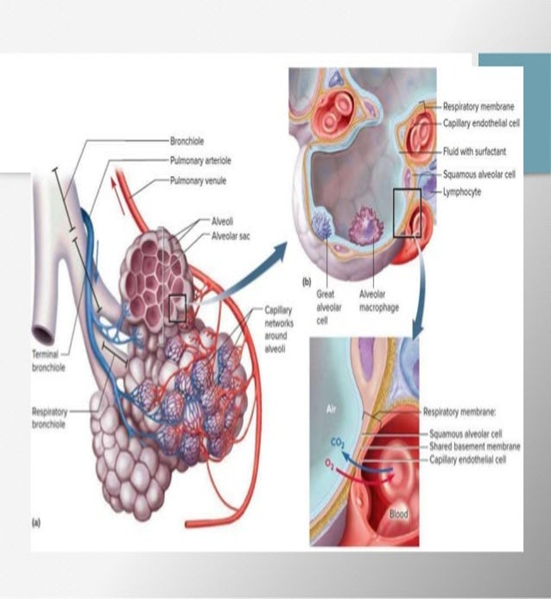 Bronchiole
Pulmonary arteriole
Pulmonary venule
Alveoli
Alveolar sac
Capillary
networks
around
alveoli
Terminal
bronchiole
Respiratory
bronchiole
(a)
Respiratory membrane
Capillary endothelial cell
Fluid with surfactant
Squamous alveolar cell
Lymphocyte
(b)
Great
alveolar
cell
Alveolar
macrophage
Air
CO2
O2
Blood
Respiratory membrane:
Squamous alveolar cell
Shared basement membrane
Capillary endothelial cell